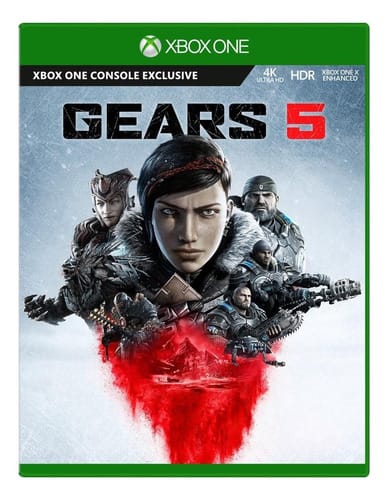 XBOX ONE
XBOX ONE CONSOLE EXCLUSIVE
4K
ULTRA HD
HDR
XBOX ONE X
ENHANCED
GEARS 5